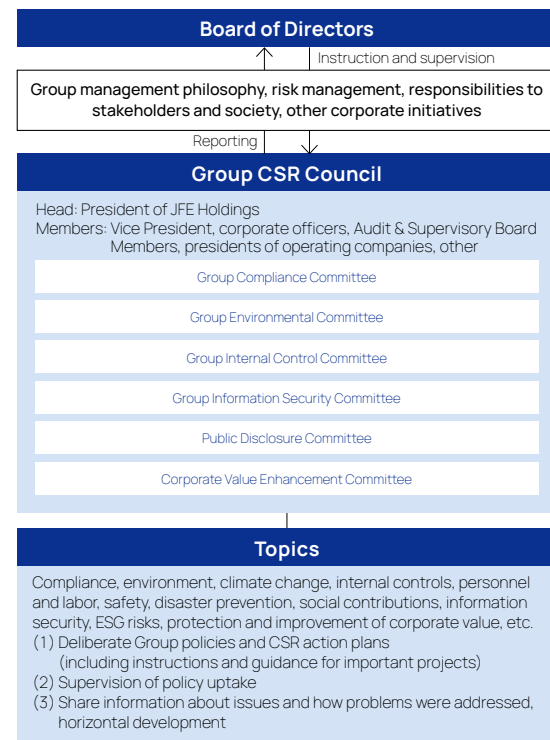 Board of Directors
Instruction and supervision
Group management philosophy, risk management, responsibilities to
stakeholders and society, other corporate initiatives
Reporting
Group CSR Council
Head: President of JFE Holdings
Members: Vice President, corporate officers, Audit & Supervisory Board
Members, presidents of operating companies, other
Group Compliance Committee
Group Environmental Committee
Group Internal Control Committee
Group Information Security Committee
Public Disclosure Committee
Corporate Value Enhancement Committee
Topics
Compliance, environment, climate change, internal controls, personnel
and labor, safety, disaster prevention, social contributions, information
security, ESG risks, protection and improvement of corporate value, etc.
(1) Deliberate Group policies and CSR action plans
(including instructions and guidance for important projects)
(2) Supervision of policy uptake
(3) Share information about issues and how problems were addressed,
horizontal development